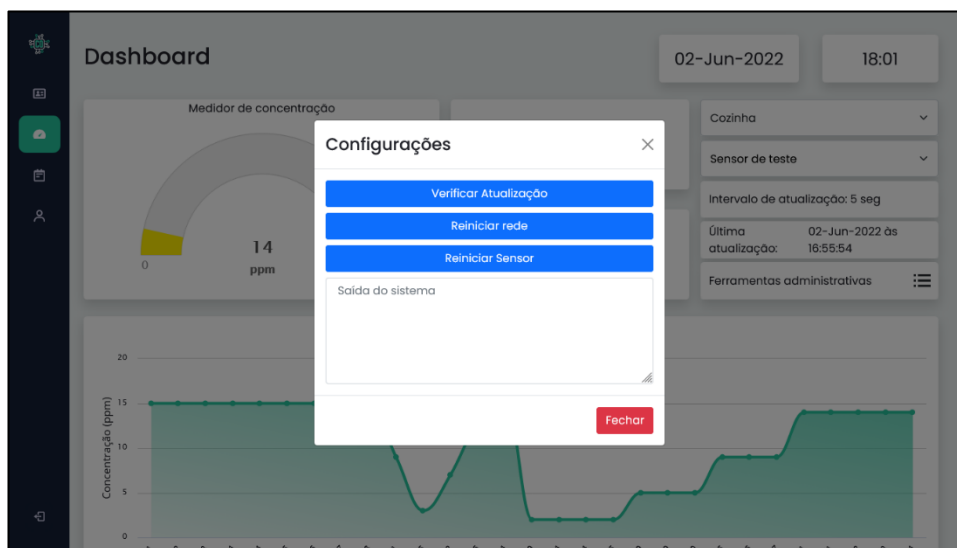 Dashboard
02-Jun-2022
18:01
Medidor de concentração
14
ppm
0
Configurações
Verificar Atualização
Reiniciar rede
Reiniciar Sensor
Saída do sistema
Fechar
Cozinha
Sensor de teste
Intervalo de atualização: 5 seg
Última atualização:
02-Jun-2022 às
16:55:54
Ferramentas administrativas
Concentração (ppm)
20
15
10
5
0